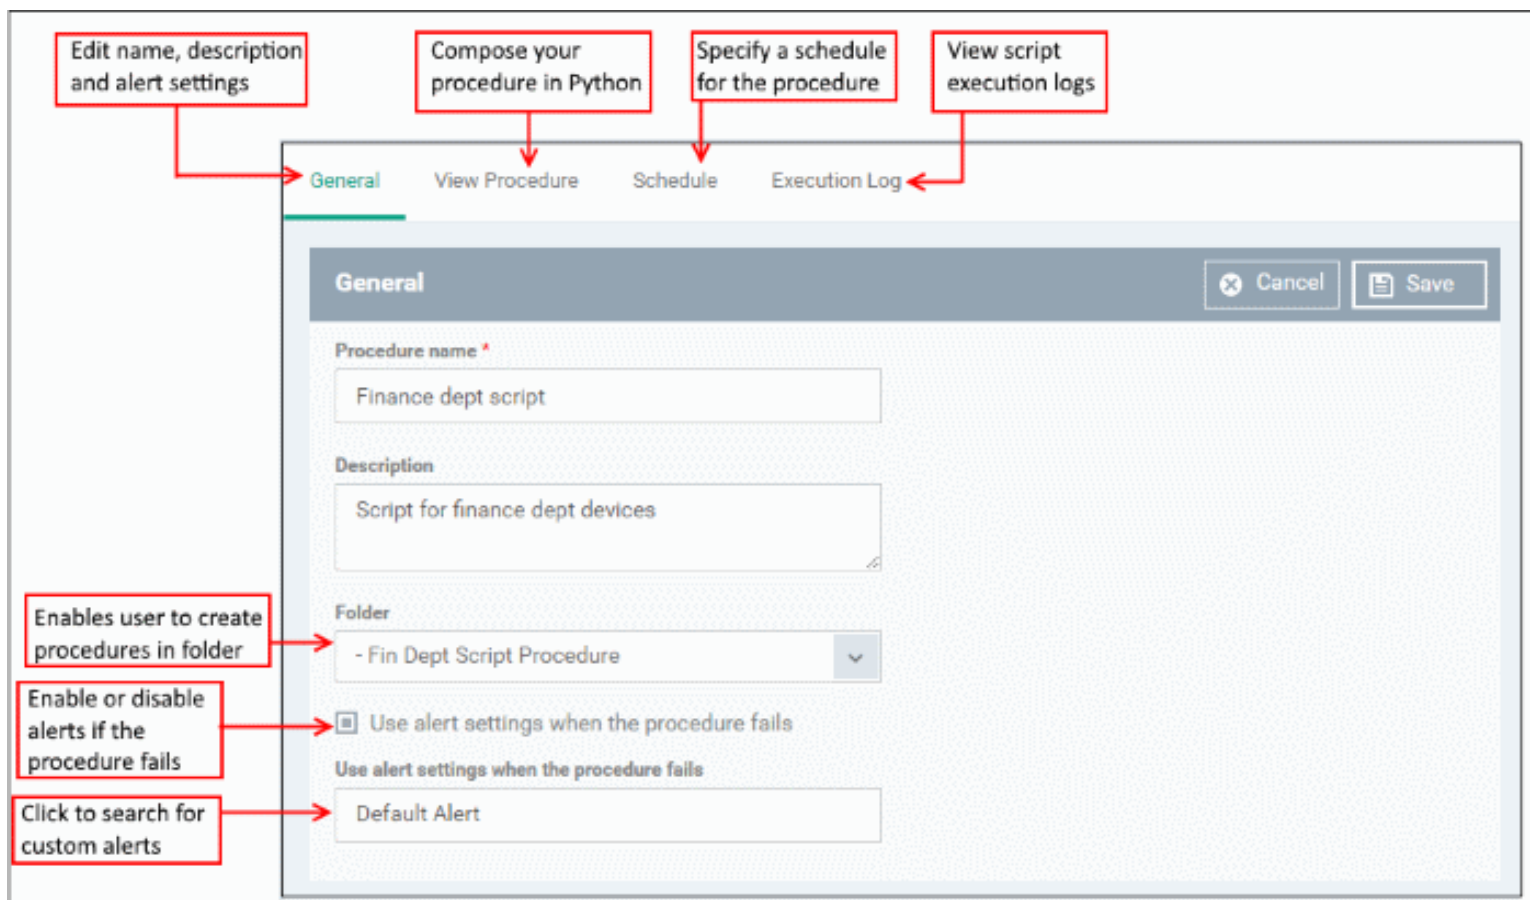 Edit name, description
and alert settings
Compose your
procedure in Python
Specify a schedule
for the procedure
View script
execution logs
General
View Procedure
Schedule
Execution Log
General
Cancel
Save
Procedure name *
Finance dept script
Description
Script for finance dept devices
Enables user to create
procedures in folder
Folder
- Fin Dept Script Procedure
Enable or disable
alerts if the
procedure fails
Use alert settings when the procedure fails
Use alert settings when the procedure fails
Click to search for
custom alerts
Default Alert